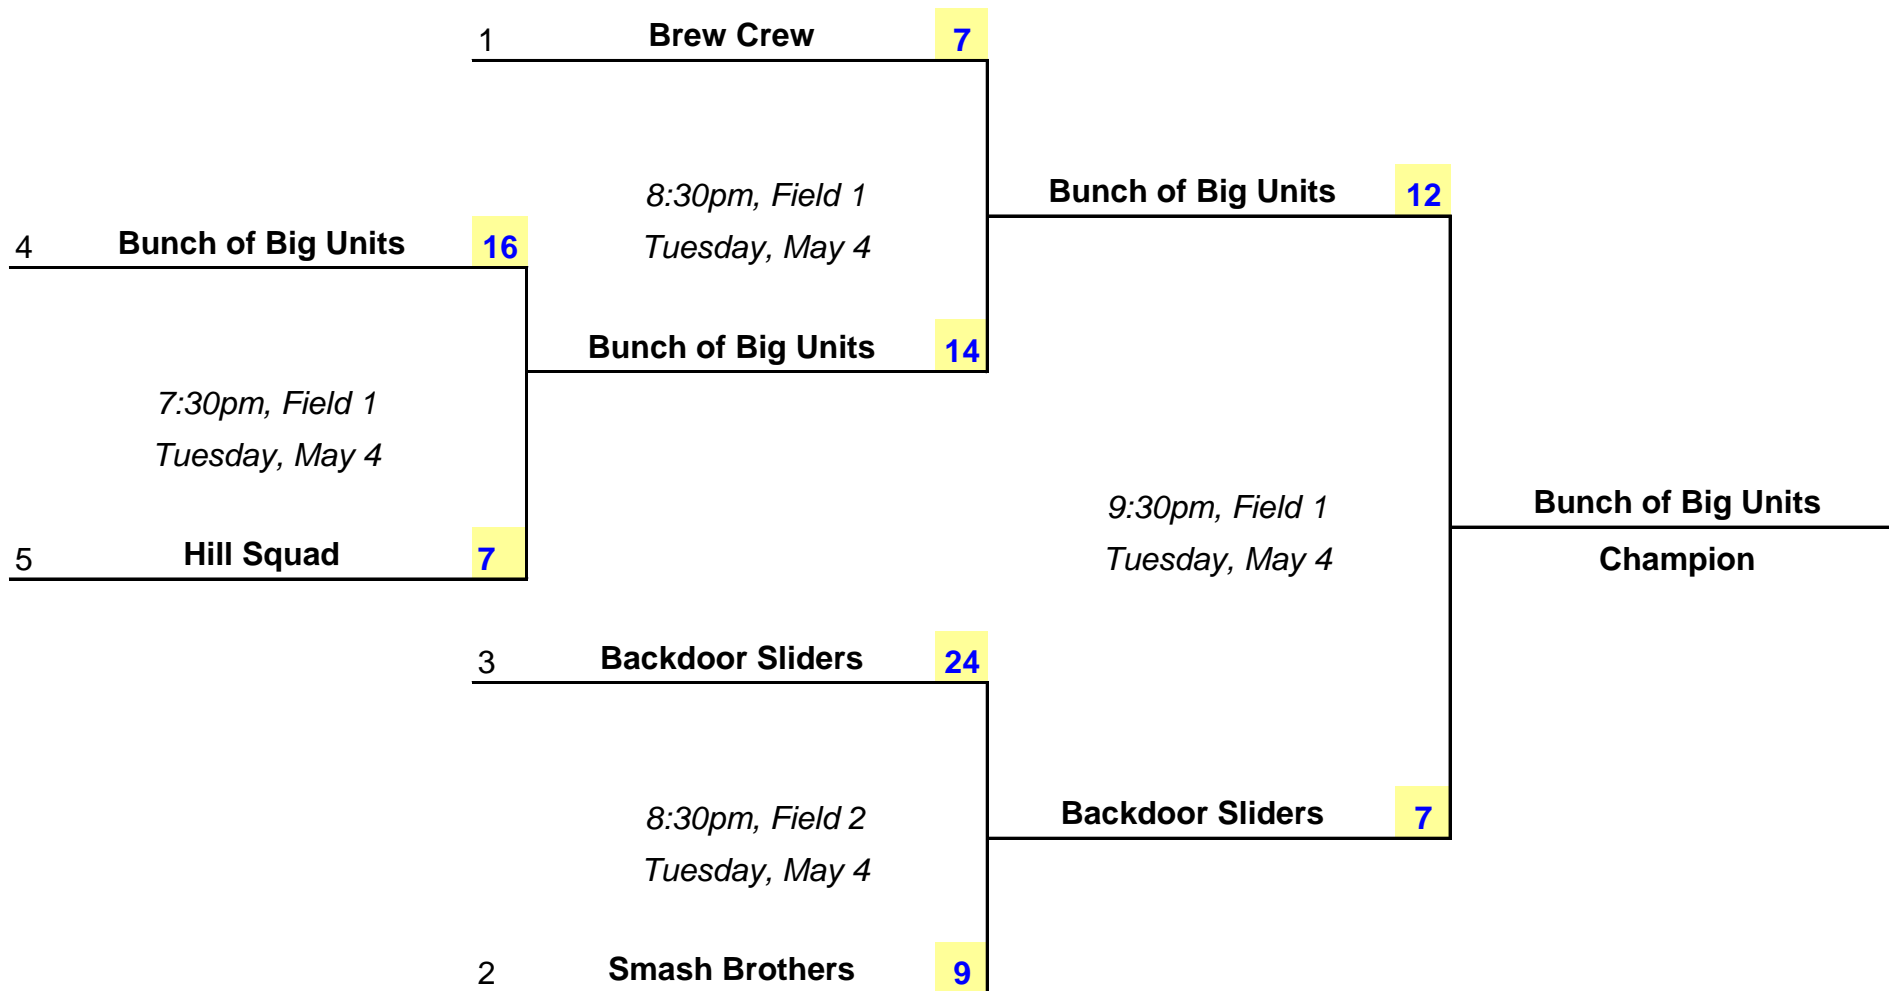 1 Brew Crew 7
8:30pm, Field 1
Tuesday, May 4
Bunch of Big Units 12
4 Bunch of Big Units 16
Bunch of Big Units 14
7:30pm, Field 1
Tuesday, May 4
5 Hill Squad 7
9:30pm, Field 1
Tuesday, May 4
Bunch of Big Units
Champion
3 Backdoor Sliders 24
8:30pm, Field 2
Tuesday, May 4
Backdoor Sliders 7
2 Smash Brothers 9